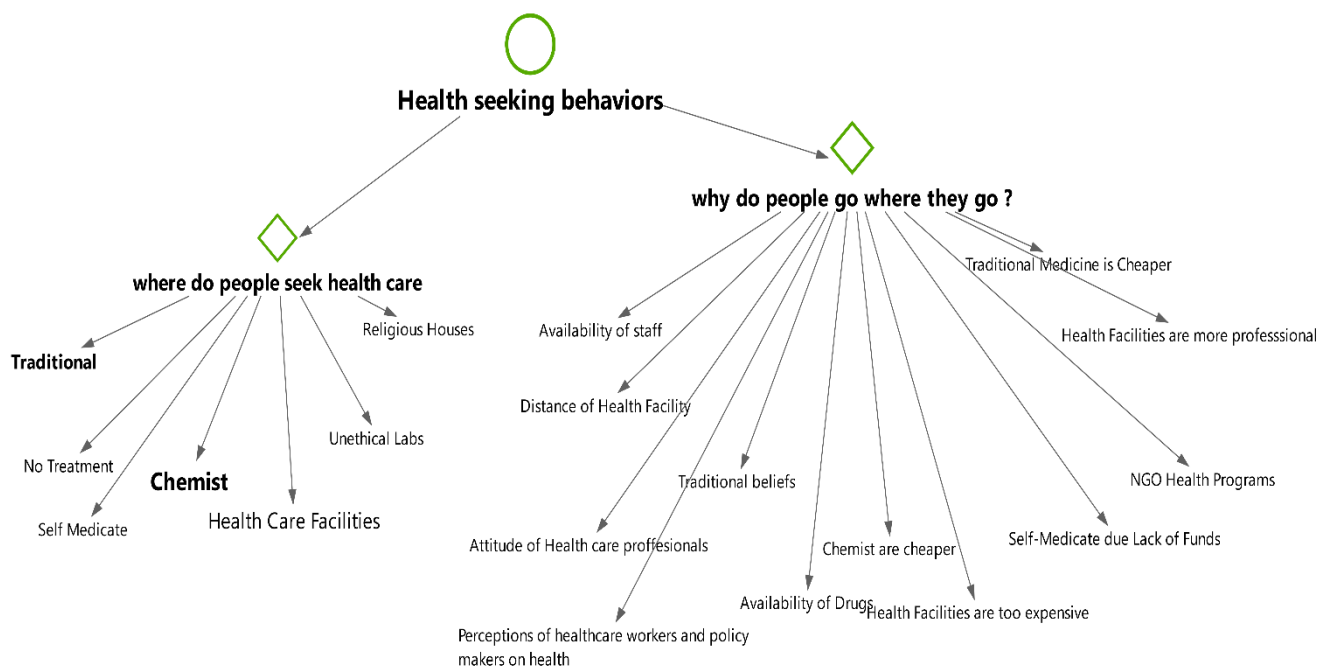 Health seeking behaviors
why do people go where they go ?
where do people seek health care
Traditional
No Treatment
Self Medicate
Chemist
Health Care Facilities
Unethical Labs
Religious Houses
Availability of staff
Distance of Health Facility
Attitude of Health care proffesionals
Perceptions of healthcare workers and policy
makers on health
Traditional beliefs
Availability of Drugs
Chemist are cheaper
Health Facilities are too expensive
Self-Medicate due Lack of Funds
NGO Health Programs
Health Facilities are more professsional
Traditional Medicine is Cheaper